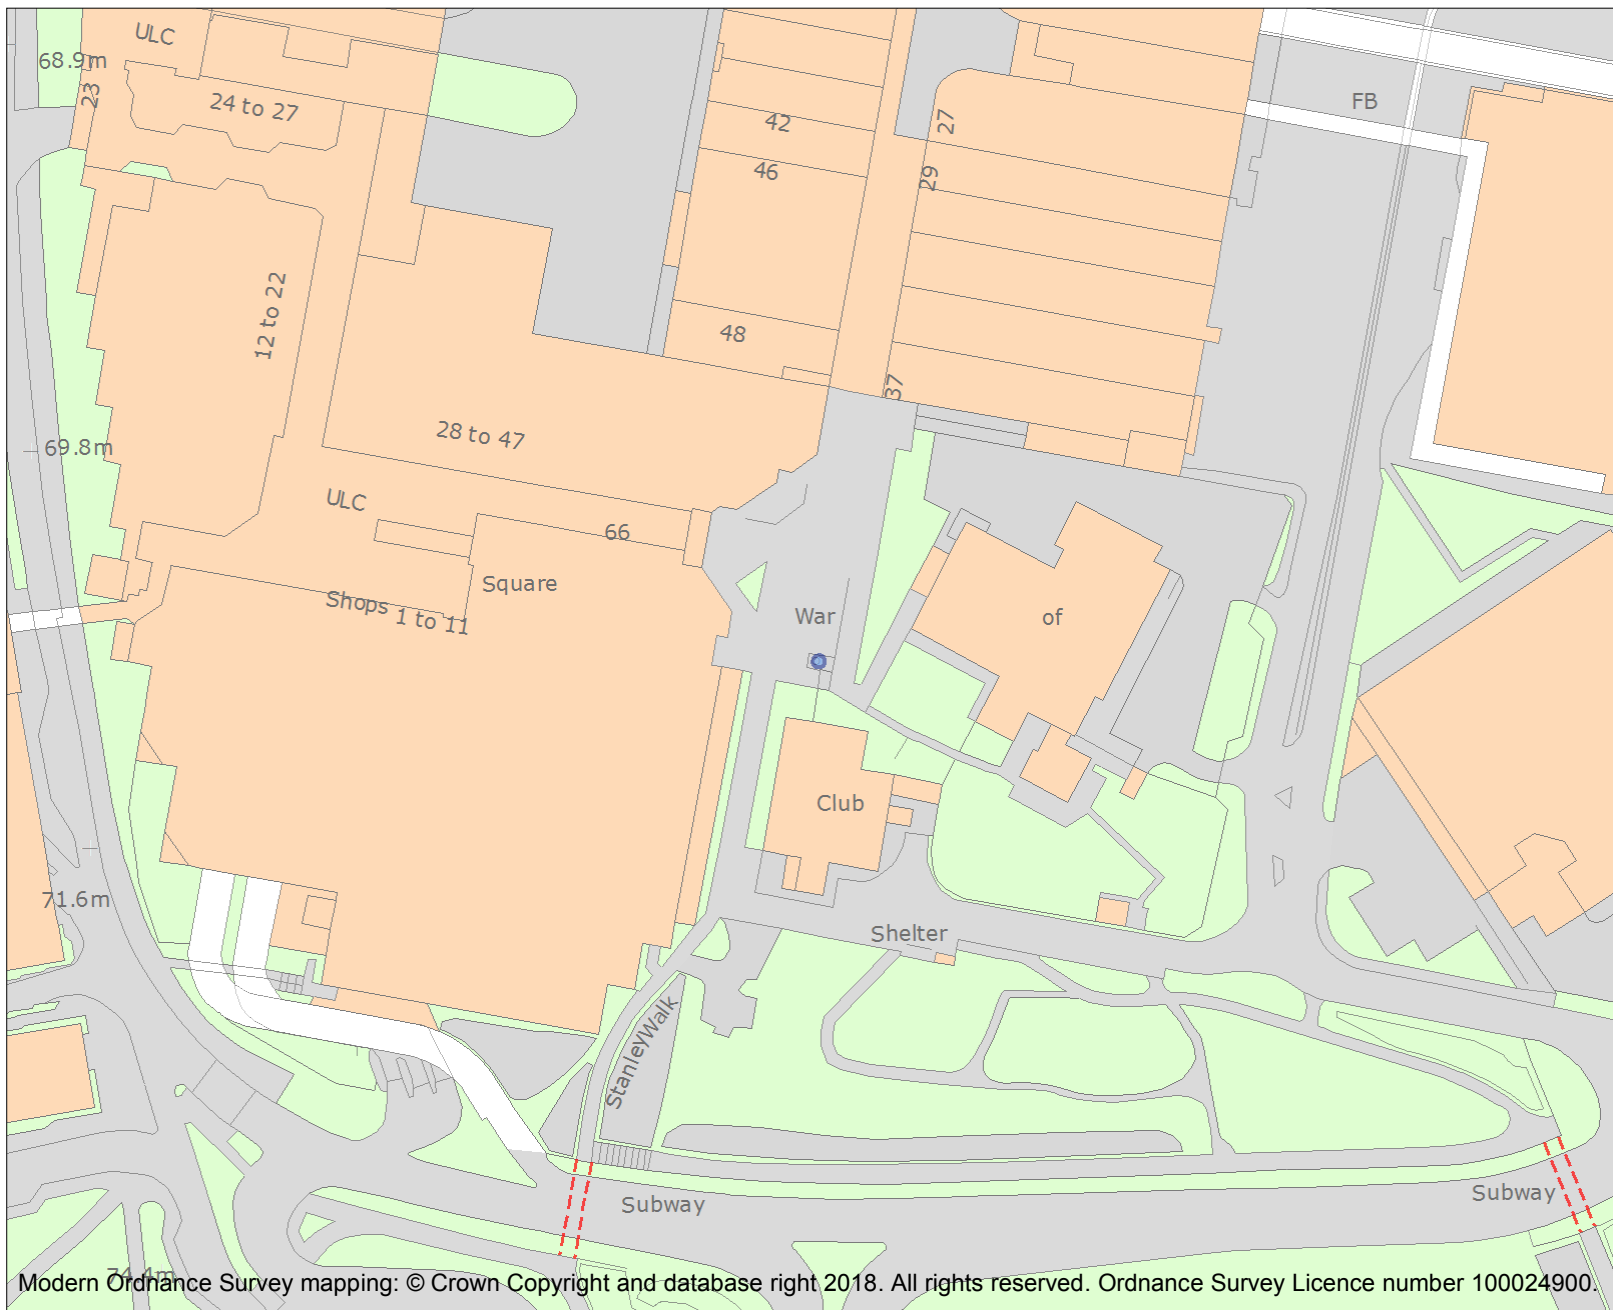 ULC
68.9m
23
24 to 27
FB
42
27
46
29
12 to 22
48
37
28 to 47
69.8m
ULC
66
Square
Shops 1 to 11
War
of
Club
71.6m
Shelter
StanleyWalk
Subway
Subway
74.4m
Modern Ordnance Survey mapping: © Crown Copyright and database right 2018. All rights reserved. Ordnance Survey Licence number 100024900.